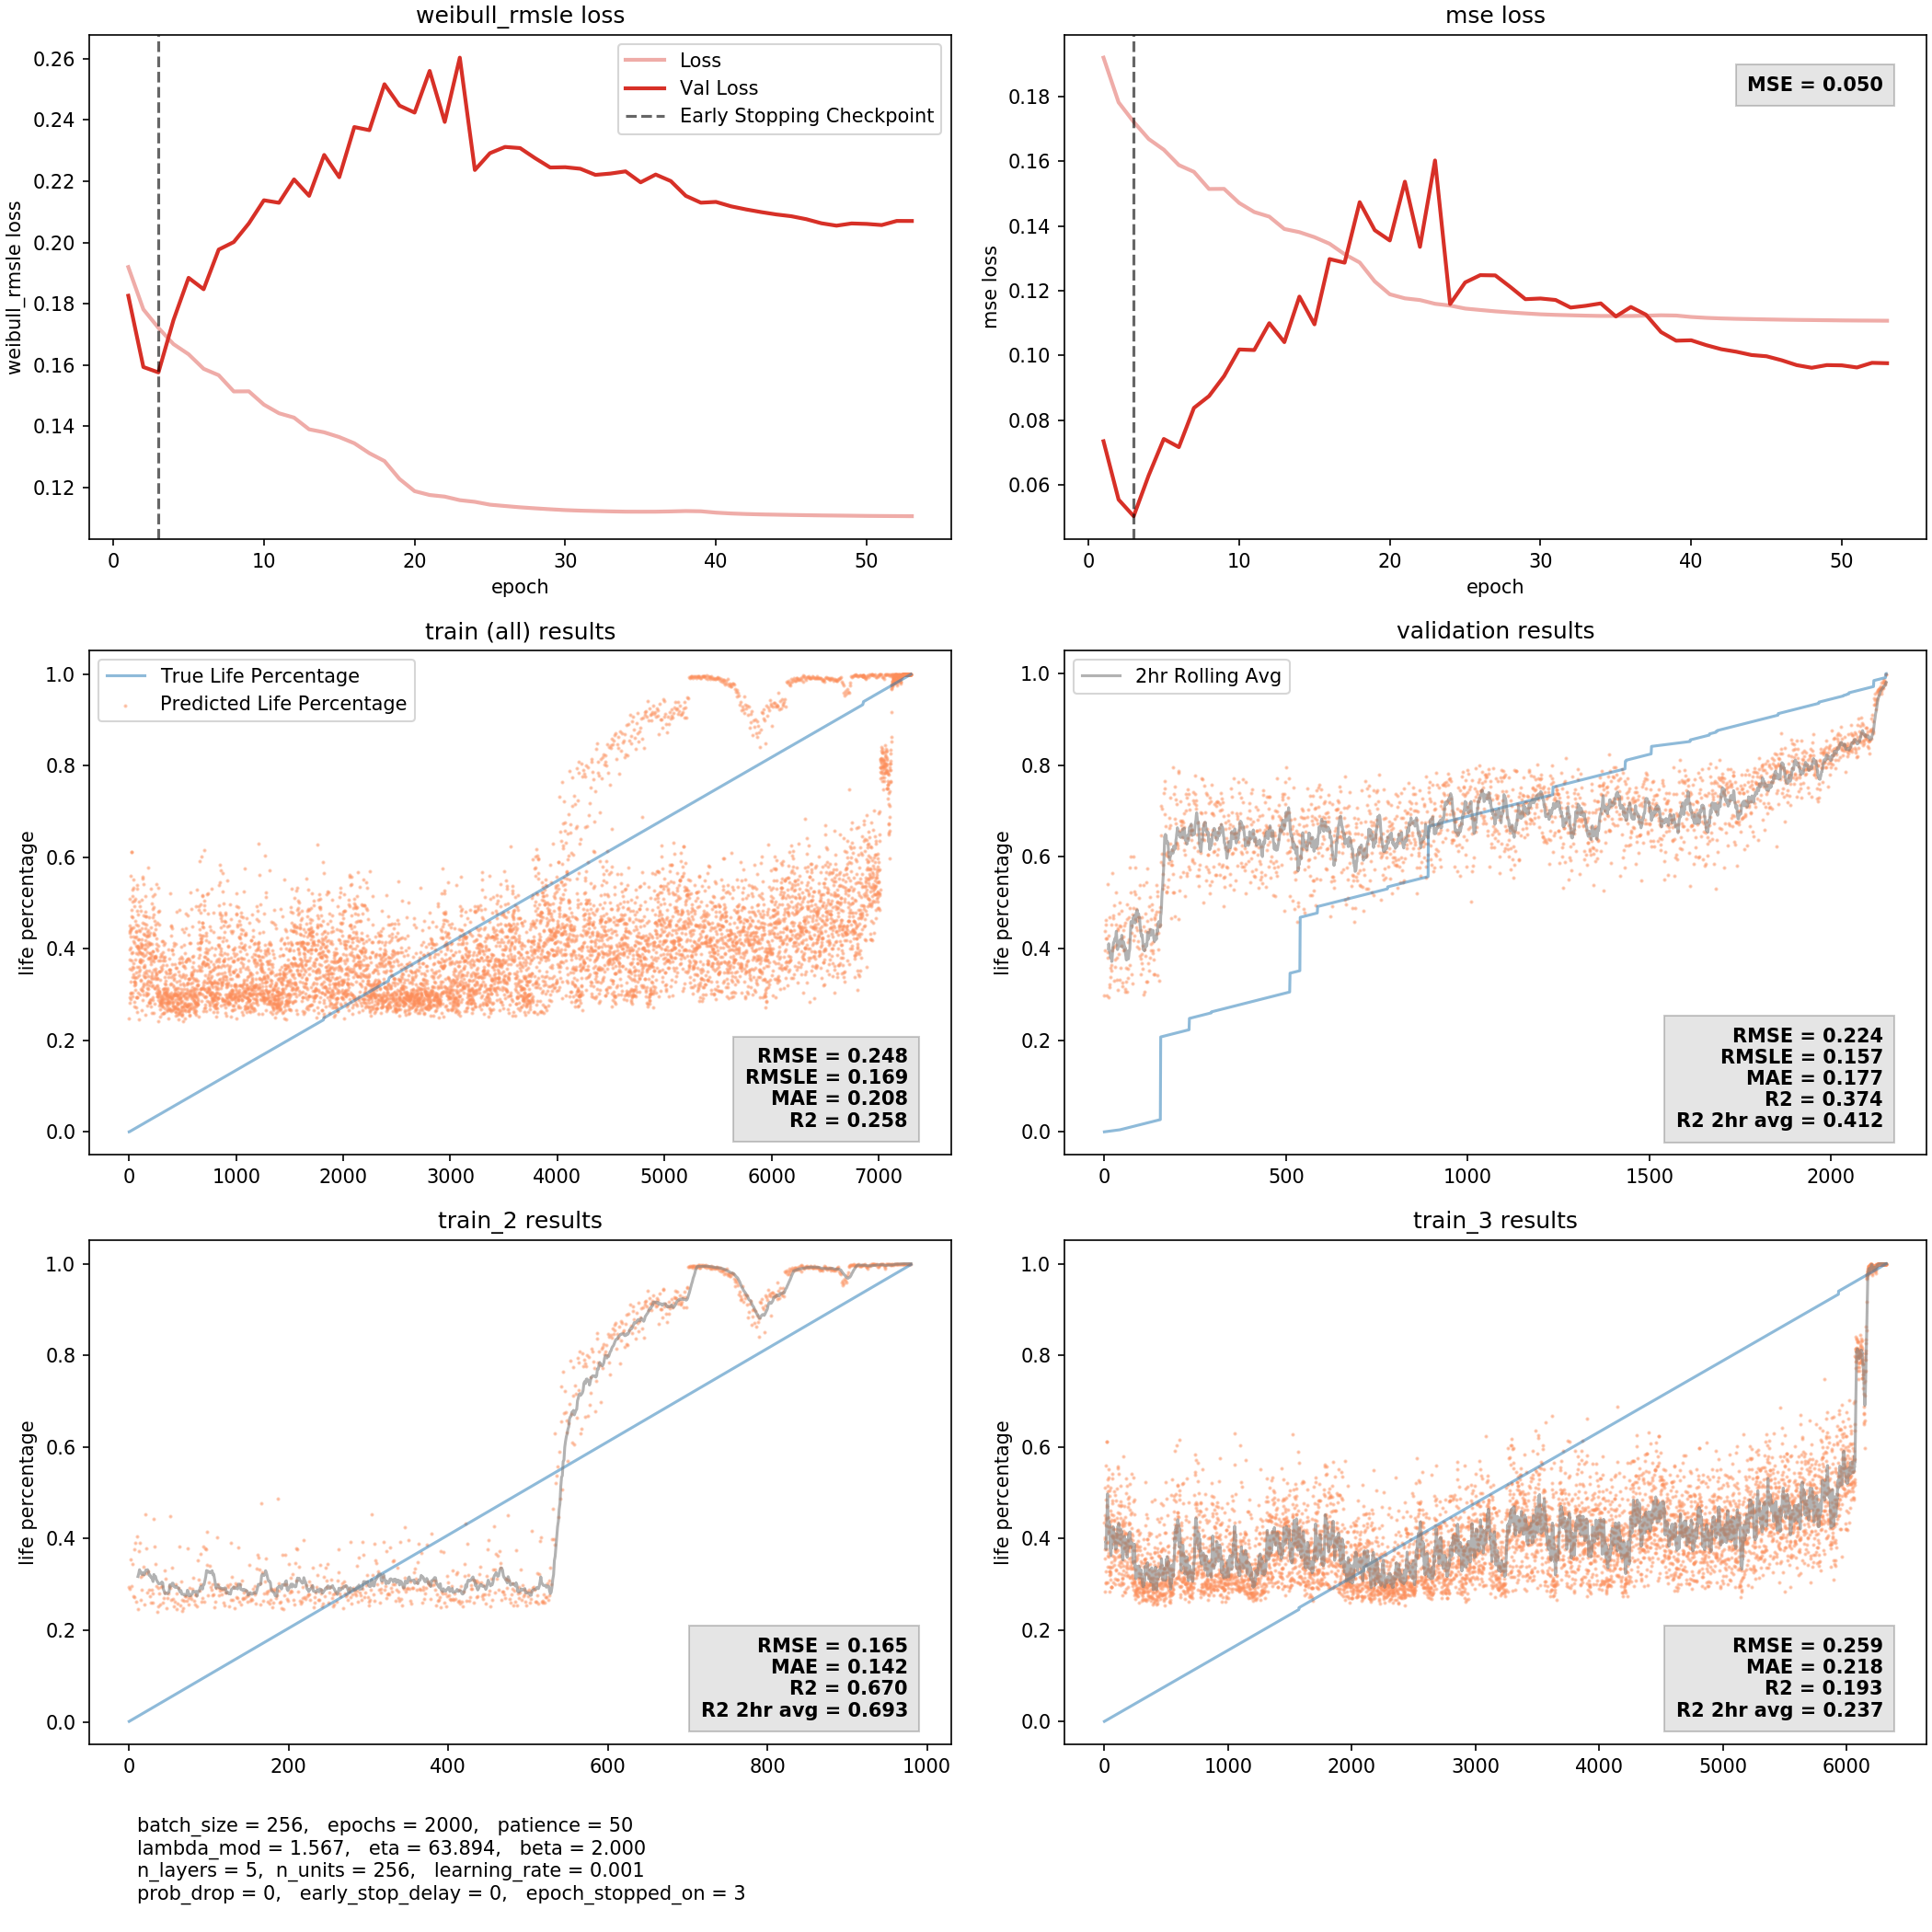 weibull_rmsle loss
0.26
0.24
0.22
0.20
0.18
0.16
0.14
0.12
weibull_rmsle loss
Loss
Val Loss
Early Stopping Checkpoint
0 10 20 30 40 50
epoch
mse loss
0.18
0.16
0.14
0.12
0.10
0.08
0.06
mse loss
MSE = 0.050
0 10 20 30 40 50
epoch
train (all) results
1.0
0.8
0.6
0.4
0.2
0.0
life percentage
True Life Percentage
Predicted Life Percentage
RMSE = 0.248
RMSLE = 0.169
MAE = 0.208
R2 = 0.258
0 1000 2000 3000 4000 5000 6000 7000
validation results
1.0
0.8
0.6
0.4
0.2
0.0
life percentage
2hr Rolling Avg
RMSE = 0.224
RMSLE = 0.157
MAE = 0.177
R2 = 0.374
R2 2hr avg = 0.412
0 500 1000 1500 2000
train_2 results
1.0
0.8
0.6
0.4
0.2
0.0
life percentage
RMSE = 0.165
MAE = 0.142
R2 = 0.670
R2 2hr avg = 0.693
0 200 400 600 800 1000
train_3 results
1.0
0.8
0.6
0.4
0.2
0.0
life percentage
RMSE = 0.259
MAE = 0.218
R2 = 0.193
R2 2hr avg = 0.237
0 1000 2000 3000 4000 5000 6000
batch_size = 256, epochs = 2000, patience = 50
lambda_mod = 1.567, eta = 63.894, beta = 2.000
n_layers = 5, n_units = 256, learning_rate = 0.001
prob_drop = 0, early_stop_delay = 0, epoch_stopped_on = 3